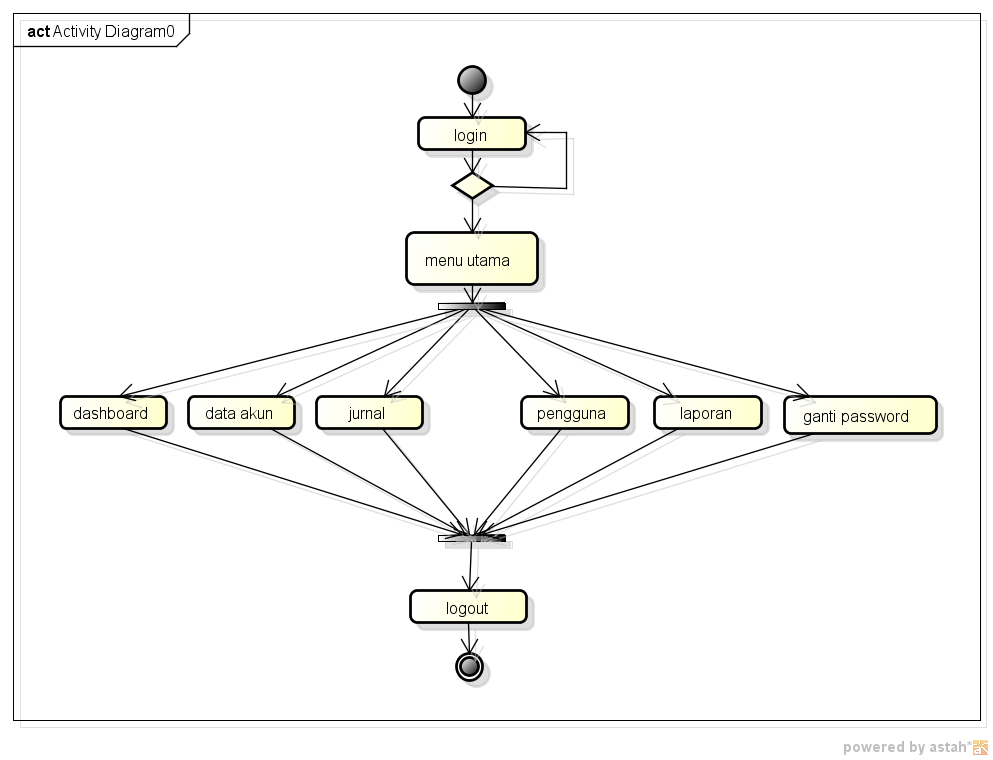 act Activity Diagram0
login
menu utama
dashboard
data akun
jurnal
pengguna
laporan
ganti password
logout
powered by astah*